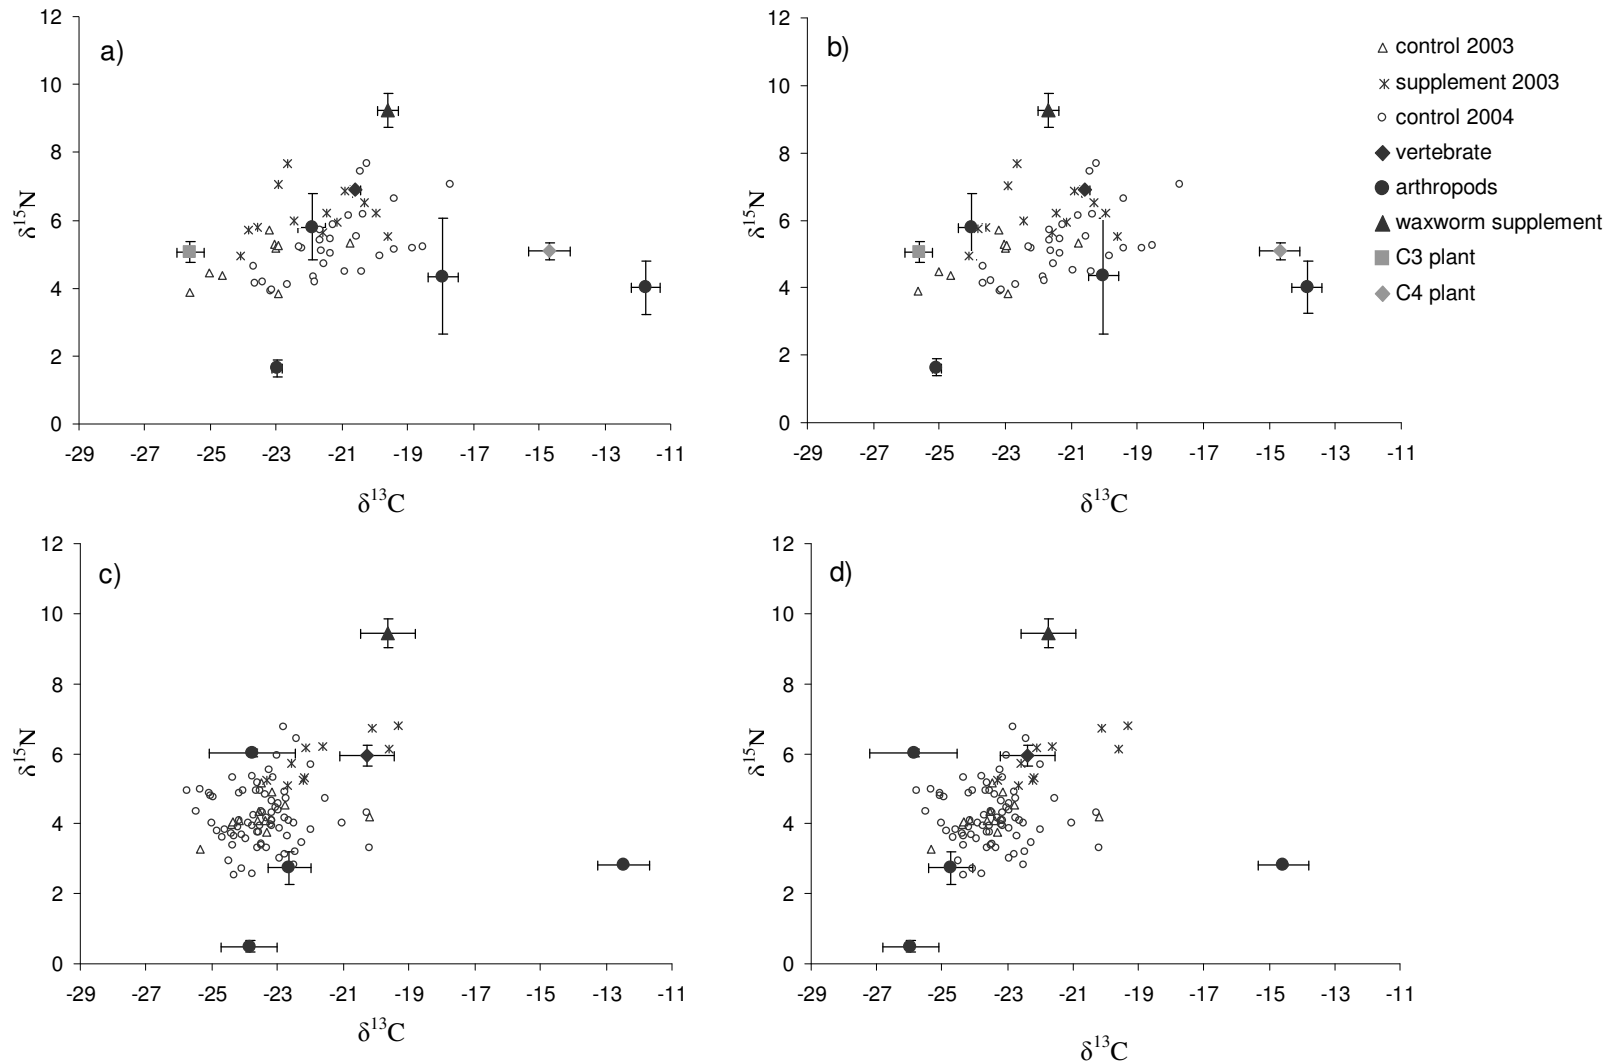 a)
12
10
8
6
4
2
0
δ15N
-29 -27 -25 -23 -21 -19 -17 -15 -13 -11
δ13C
b)
12
10
8
6
4
2
0
δ15N
-29 -27 -25 -23 -21 -19 -17 -15 -13 -11
δ13C
control 2003
supplement 2003
control 2004
vertebrate
arthropods
waxworm supplement
C3 plant
C4 plant
c)
12
10
8
6
4
2
0
δ15N
-29 -27 -25 -23 -21 -19 -17 -15 -13 -11
δ13C
d)
12
10
8
6
4
2
0
δ15N
-29 -27 -25 -23 -21 -19 -17 -15 -13 -11
δ13C